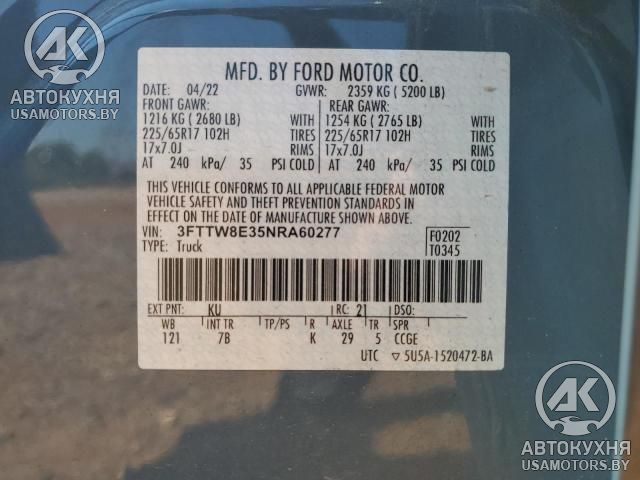 АВТОКУХНЯ
USAMOTORS.BY
MFD. BY FORD MOTOR CO.
DATE: 04/22 GVWR: 2359 KG ( 5200 LB)
FRONT GAWR: REAR GAWR:
1216 KG ( 2680 LB) 1254 KG ( 2765 LB)
225/65R17 102H TIRES 225/65R17 102H TIRES
17x7.0J RIMS 17x7.0J RIMS
AT 240 kPa/ 35 PSI COLD AT 240 kPa/ 35 PSI COLD
THIS VEHICLE CONFORMS TO ALL APPLICABLE FEDERAL MOTOR
VEHICLE SAFETY AND THEFT PREVENTION STANDARDS IN
EFFECT ON THE DATE OF MANUFACTURE SHOWN ABOVE.
VIN: 3FTTW8E35NRA60277 F0202
TYPE: Truck T0345
EXT PNT: KU RC: 21 DSO:
WB INT TR TP/PS R AXLE TR SPR
121 7B K 29 5 CCGE
UTC ▽ 5U5A-1520472-BA
АК
АВТОКУХНЯ
USAMOTORS.BY